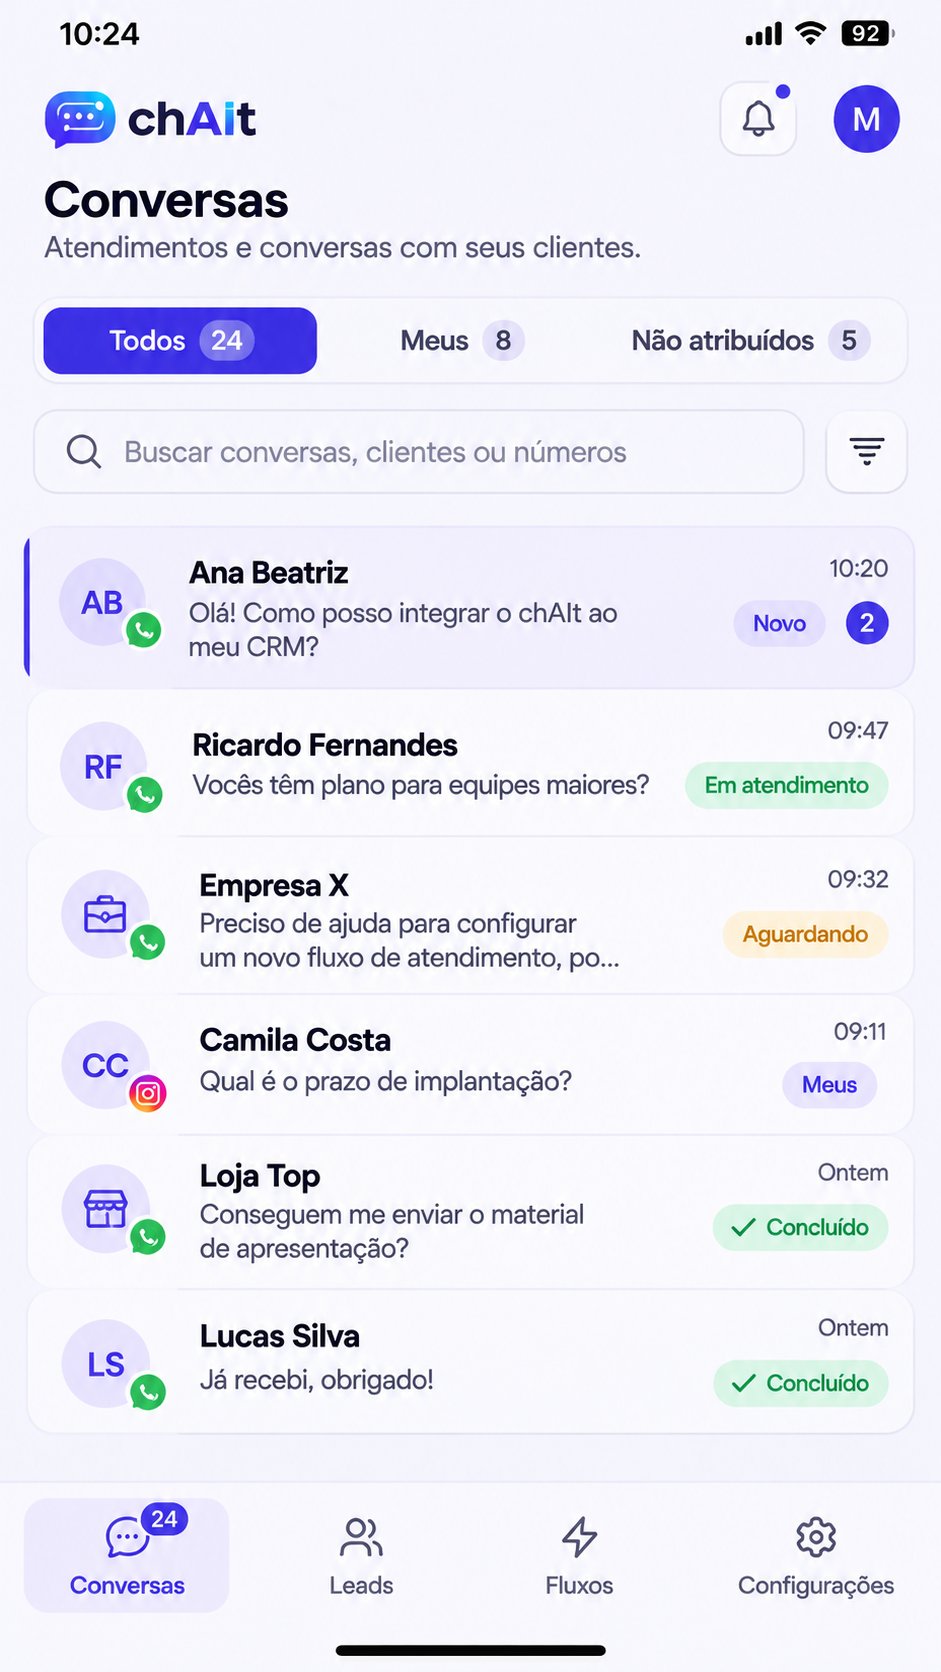 10:24
92
chAit
M
Conversas
Atendimentos e conversas com seus clientes.
Todos 24
Meus 8
Não atribuídos 5
Buscar conversas, clientes ou números
AB
Ana Beatriz
10:20
Olá! Como posso integrar o chAIt ao
meu CRM?
Novo
2
RF
Ricardo Fernandes
09:47
Vocês têm plano para equipes maiores?
Em atendimento
Empresa X
09:32
Preciso de ajuda para configurar
um novo fluxo de atendimento, po...
Aguardando
CC
Camila Costa
09:11
Qual é o prazo de implantação?
Meus
Loja Top
Ontem
Conseguem me enviar o material
de apresentação?
Concluído
LS
Lucas Silva
Ontem
Já recebi, obrigado!
Concluído
24
Conversas
Leads
Fluxos
Configurações